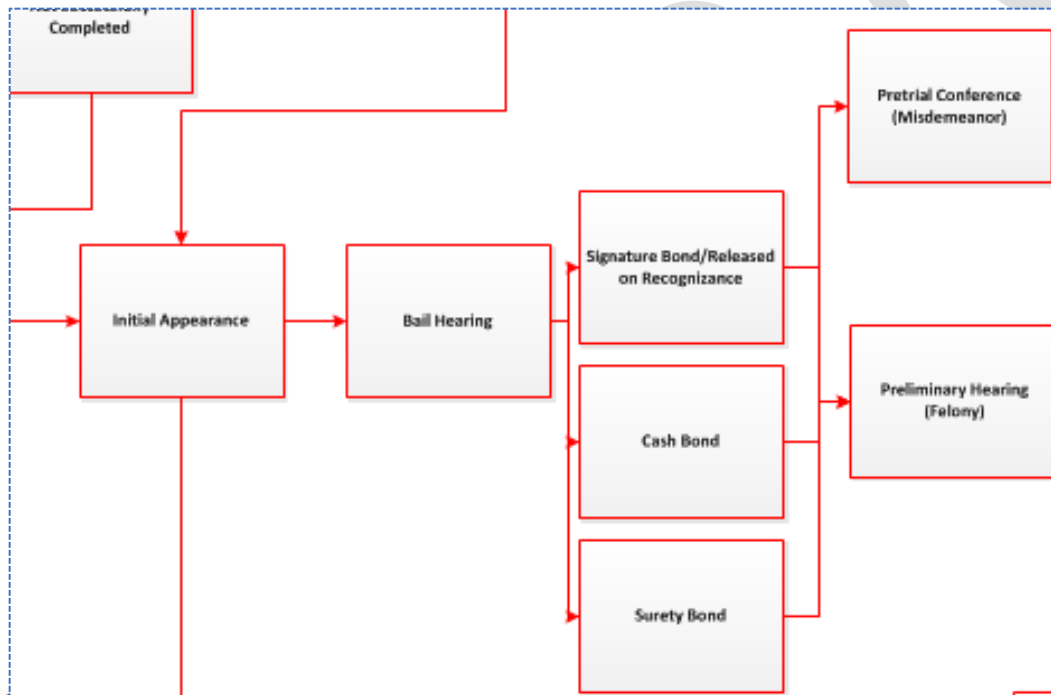 Completed
Pretrial Conference
(Misdemeanor)
Signature Bond/Released
on Recognizance
Initial Appearance
Bail Hearing
Preliminary Hearing
(Felony)
Cash Bond
Surety Bond